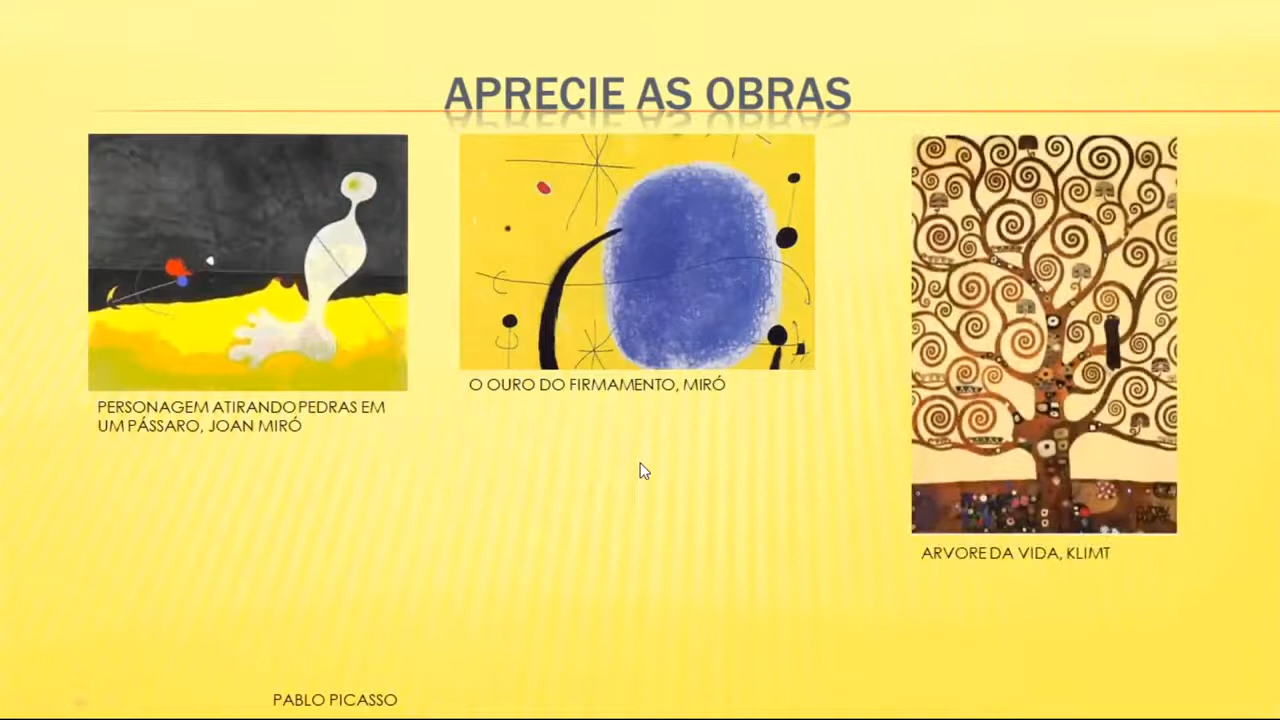 APRECIE AS OBRAS
PERSONAGEM ATIRANDO PEDRAS EM
UM PÁSSARO, JOAN MIRÓ
O OURO DO FIRMAMENTO, MIRÓ
ARVORE DA VIDA, KLIMT
PABLO PICASSO